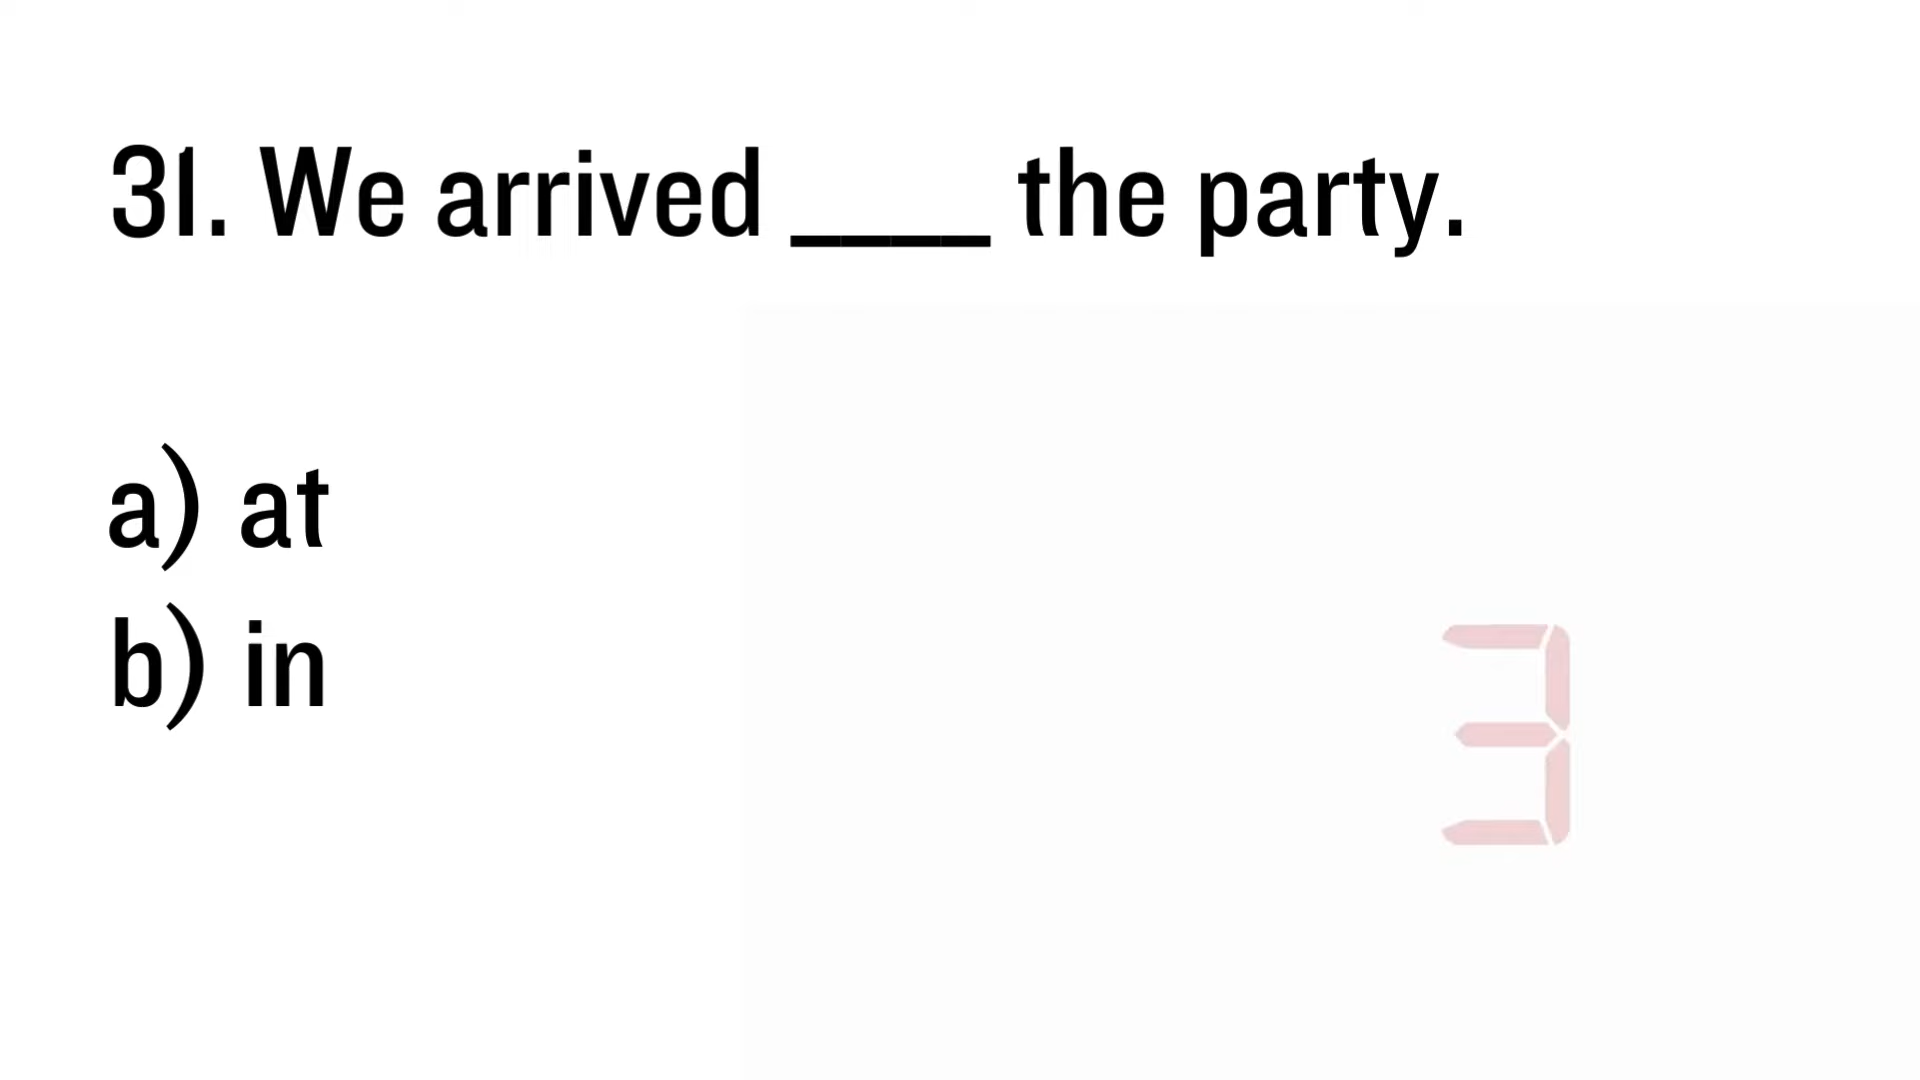 31. We arrived ____ the party.
a) at
b) in
3